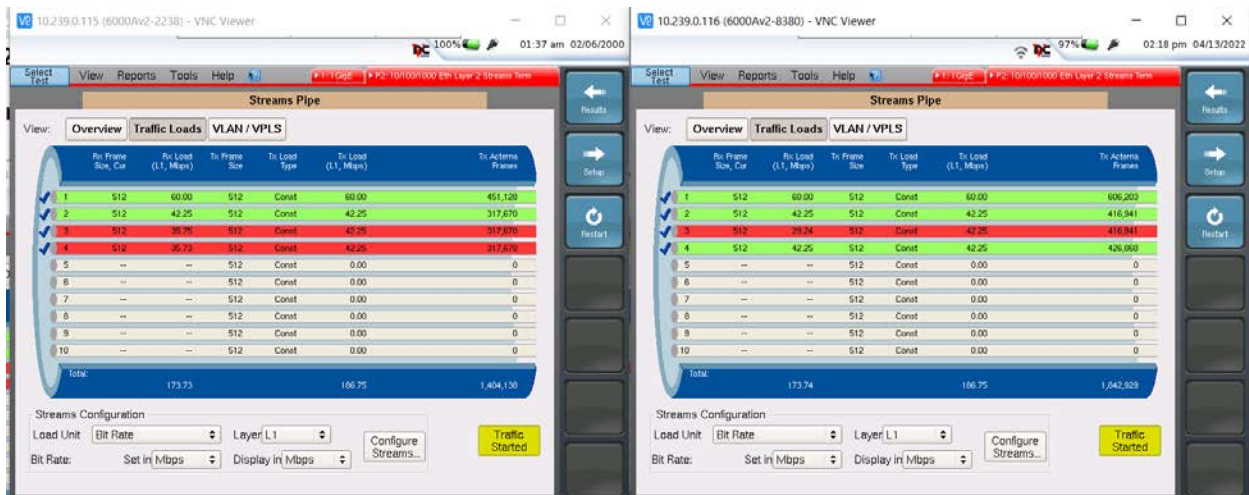 10.239.0.115 (6000Av2-2238) - VNC Viewer
100% 01:37 am 02/06/2000
Select Test View Reports Tools Help 1: 1GigE P2: 10/100/1000 Eth Layer 2 Streams Term
Streams Pipe
Results
View: Overview Traffic Loads VLAN / VPLS
Rx Frame Size, Cur Rx Load (L1, Mbps) Tx Frame Size Tx Load Type Tx Load (L1, Mbps) Tx Acterna Frames
Setup
1 512 60.00 512 Const 60.00 451,120
2 512 42.25 512 Const 42.25 317,670
3 512 35.75 512 Const 42.25 317,670
Restart
4 512 35.73 512 Const 42.25 317,670
5 -- -- 512 Const 0.00 0
6 -- -- 512 Const 0.00 0
7 -- -- 512 Const 0.00 0
8 -- -- 512 Const 0.00 0
9 -- -- 512 Const 0.00 0
10 -- -- 512 Const 0.00 0
Total: 173.73 186.75 1,404,130
Streams Configuration
Load Unit Bit Rate Layer L1 Configure Streams... Traffic Started
Bit Rate: Set in Mbps Display in Mbps
10.239.0.116 (6000Av2-8380) - VNC Viewer
97% 02:18 pm 04/13/2022
Select Test View Reports Tools Help 1: 1GigE P2: 10/100/1000 Eth Layer 2 Streams Term
Streams Pipe
Results
View: Overview Traffic Loads VLAN / VPLS
Rx Frame Size, Cur Rx Load (L1, Mbps) Tx Frame Size Tx Load Type Tx Load (L1, Mbps) Tx Acterna Frames
Setup
1 512 60.00 512 Const 60.00 606,203
2 512 42.25 512 Const 42.25 416,941
3 512 29.24 512 Const 42.25 416,941
Restart
4 512 42.25 512 Const 42.25 426,868
5 -- -- 512 Const 0.00 0
6 -- -- 512 Const 0.00 0
7 -- -- 512 Const 0.00 0
8 -- -- 512 Const 0.00 0
9 -- -- 512 Const 0.00 0
10 -- -- 512 Const 0.00 0
Total: 173.74 186.75 1,842,929
Streams Configuration
Load Unit Bit Rate Layer L1 Configure Streams... Traffic Started
Bit Rate: Set in Mbps Display in Mbps